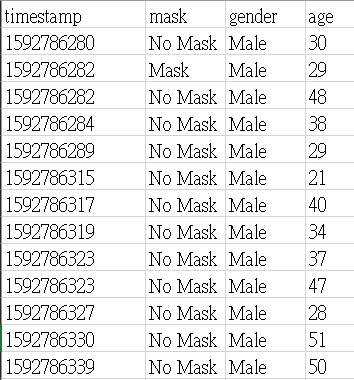 timestamp mask gender age
1592786280 No Mask Male 30
1592786282 Mask Male 29
1592786282 No Mask Male 48
1592786284 No Mask Male 38
1592786289 No Mask Male 29
1592786315 No Mask Male 21
1592786317 No Mask Male 40
1592786319 No Mask Male 34
1592786323 No Mask Male 37
1592786323 No Mask Male 47
1592786327 No Mask Male 28
1592786330 No Mask Male 51
1592786339 No Mask Male 50